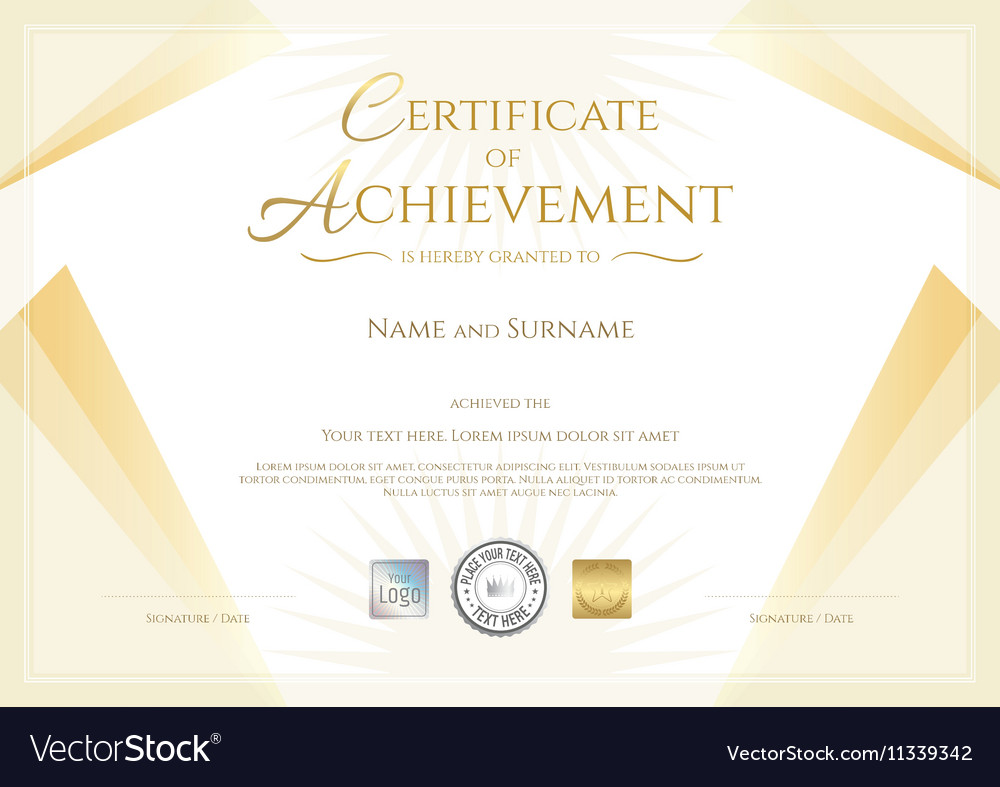 Certificate
of
Achievement
is hereby granted to
Name and Surname
achieved the
Your text here. Lorem ipsum dolor sit amet
Lorem ipsum dolor sit amet, consectetur adipiscing elit. Vestibulum sodales ipsum ut
tortor condimentum, eget congue purus porta. Nulla aliquet id tortor ac condimentum.
Nulla luctus sit amet augue nec lacinia.
Your
Logo
PLACE YOUR TEXT HERE
TEXT HERE
Signature / Date
Signature / Date
VectorStock®
VectorStock.com/11339342